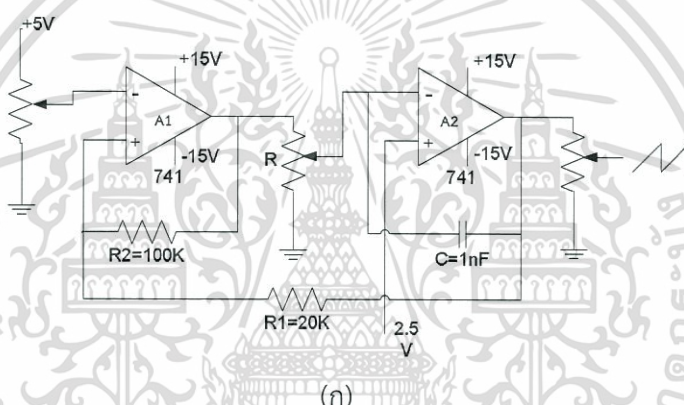 +5V
+15V
-
A1
+
-15V
741
R2=100K
R
R1=20K
+15V
-
A2
+
-15V
741
C=1nF
2.5
V
(ก)